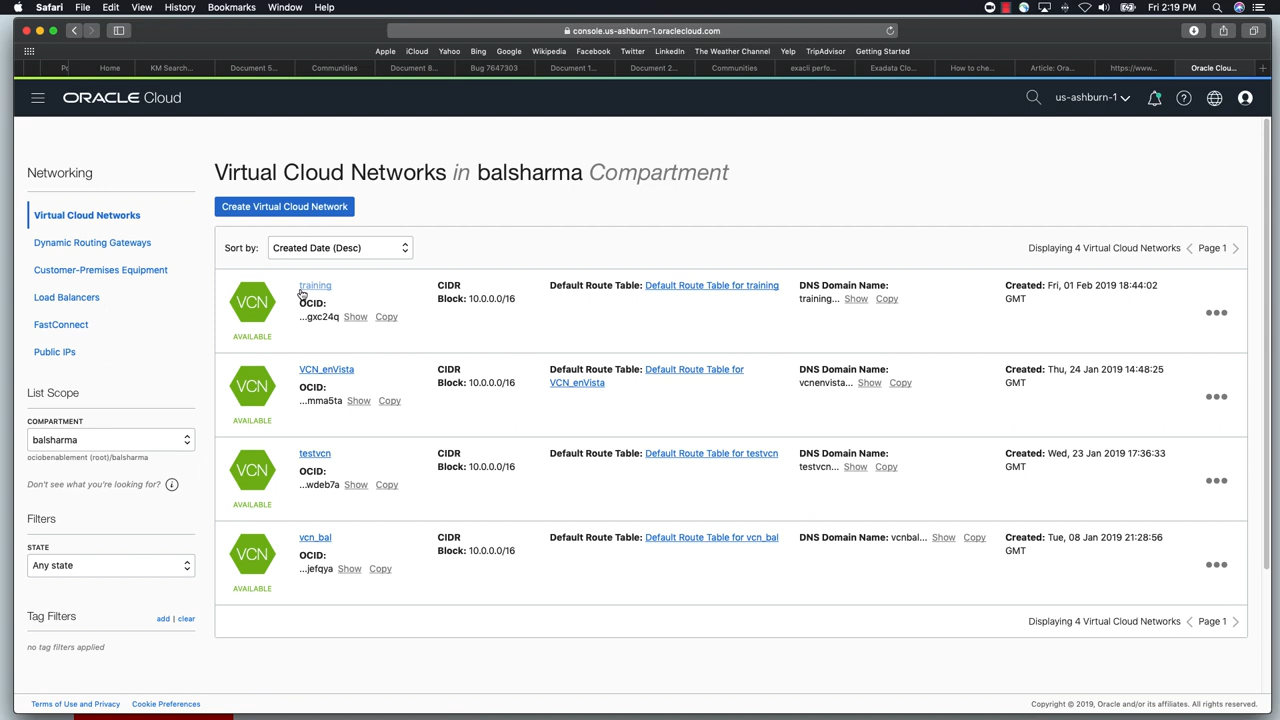 Safari File Edit View History Bookmarks Window Help Fri 2:19 PM
console.us-ashburn-1.oraclecloud.com
Apple iCloud Yahoo Bing Google Wikipedia Facebook Twitter LinkedIn The Weather Channel Yelp TripAdvisor Getting Started
Home KM Search... Document 5... Communities Document 8... Bug 7647303 Document 1... Document 2... Communities exacli perfo... Exadata Clo... How to che... Article: Ora... https://www... Oracle Clou...
ORACLE Cloud us-ashburn-1
Networking
Virtual Cloud Networks
Dynamic Routing Gateways
Customer-Premises Equipment
Load Balancers
FastConnect
Public IPs
List Scope
COMPARTMENT
balsharma
ociobenablement (root)/balsharma
Don't see what you're looking for?
Filters
STATE
Any state
Tag Filters add | clear
no tag filters applied
Virtual Cloud Networks in balsharma Compartment
Create Virtual Cloud Network
Sort by: Created Date (Desc) Displaying 4 Virtual Cloud Networks Page 1
VCN
AVAILABLE
training
OCID:
...gxc24q Show Copy
CIDR
Block: 10.0.0.0/16
Default Route Table: Default Route Table for training
DNS Domain Name:
training... Show Copy
Created: Fri, 01 Feb 2019 18:44:02
GMT
VCN
AVAILABLE
VCN_enVista
OCID:
...mma5ta Show Copy
CIDR
Block: 10.0.0.0/16
Default Route Table: Default Route Table for
VCN_enVista
DNS Domain Name:
vcnenvista... Show Copy
Created: Thu, 24 Jan 2019 14:48:25
GMT
VCN
AVAILABLE
testvcn
OCID:
...wdeb7a Show Copy
CIDR
Block: 10.0.0.0/16
Default Route Table: Default Route Table for testvcn
DNS Domain Name:
testvcn... Show Copy
Created: Wed, 23 Jan 2019 17:36:33
GMT
VCN
AVAILABLE
vcn_bal
OCID:
...jefqya Show Copy
CIDR
Block: 10.0.0.0/16
Default Route Table: Default Route Table for vcn_bal
DNS Domain Name: vcnbal... Show Copy
Created: Tue, 08 Jan 2019 21:28:56
GMT
Displaying 4 Virtual Cloud Networks Page 1
Terms of Use and Privacy Cookie Preferences Copyright © 2019, Oracle and/or its affiliates. All rights reserved.